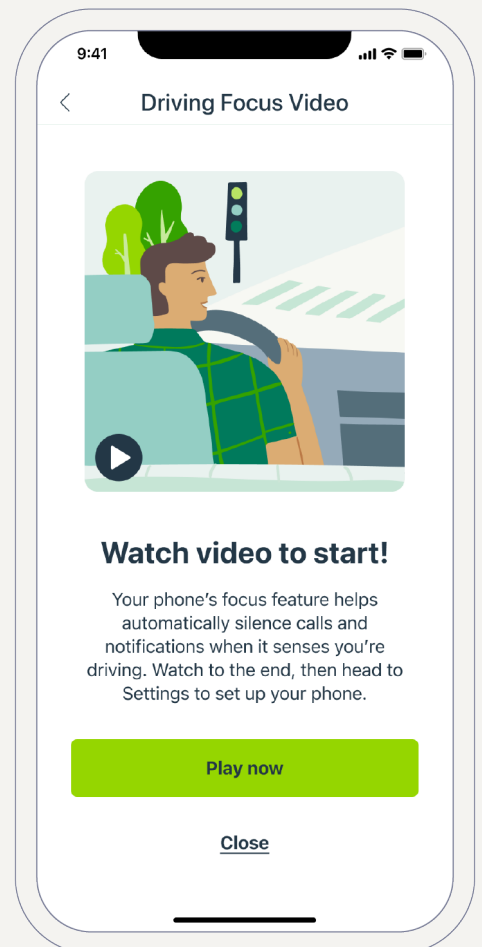 9:41
Driving Focus Video
Watch video to start!
Your phone’s focus feature helps
automatically silence calls and
notifications when it senses you’re
driving. Watch to the end, then head to
Settings to set up your phone.
Play now
Close